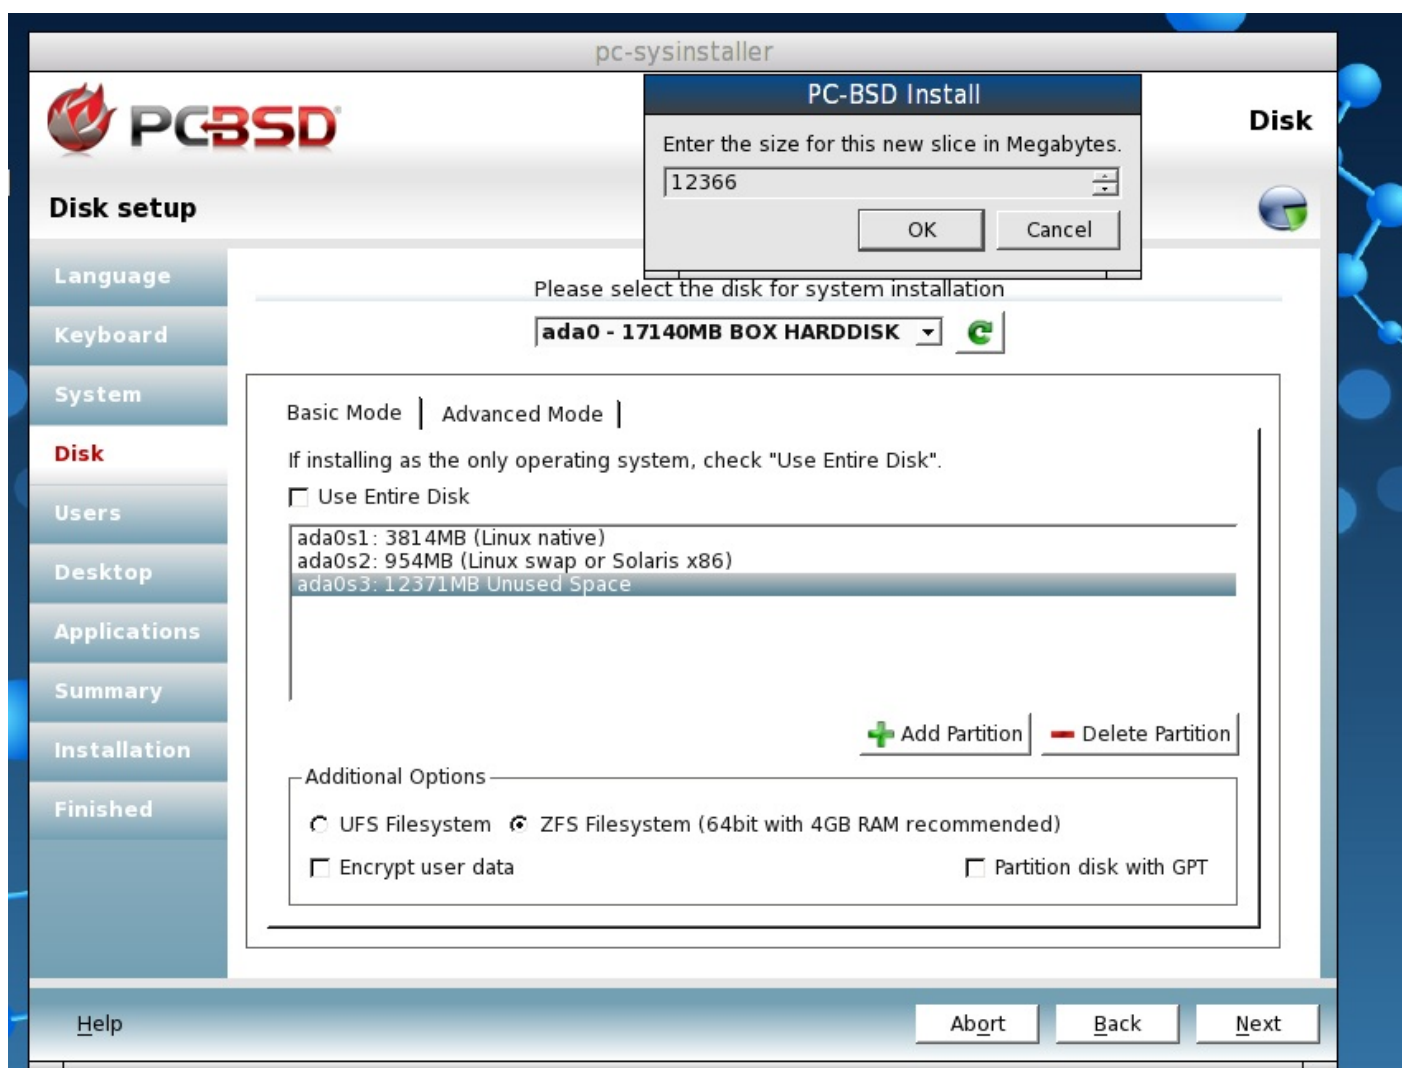 pc-sysinstaller
PCBSD
PC-BSD Install
Disk
Enter the size for this new slice in Megabytes.
12366
OK
Cancel
Disk setup
Language
Keyboard
System
Disk
Users
Desktop
Applications
Summary
Installation
Finished
Please select the disk for system installation
ada0 - 17140MB BOX HARDDISK
Basic Mode
Advanced Mode
If installing as the only operating system, check "Use Entire Disk".
Use Entire Disk
ada0s1: 3814MB (Linux native)
ada0s2: 954MB (Linux swap or Solaris x86)
ada0s3: 12371MB Unused Space
Add Partition
Delete Partition
Additional Options
UFS Filesystem
ZFS Filesystem (64bit with 4GB RAM recommended)
Encrypt user data
Partition disk with GPT
Help
Abort
Back
Next